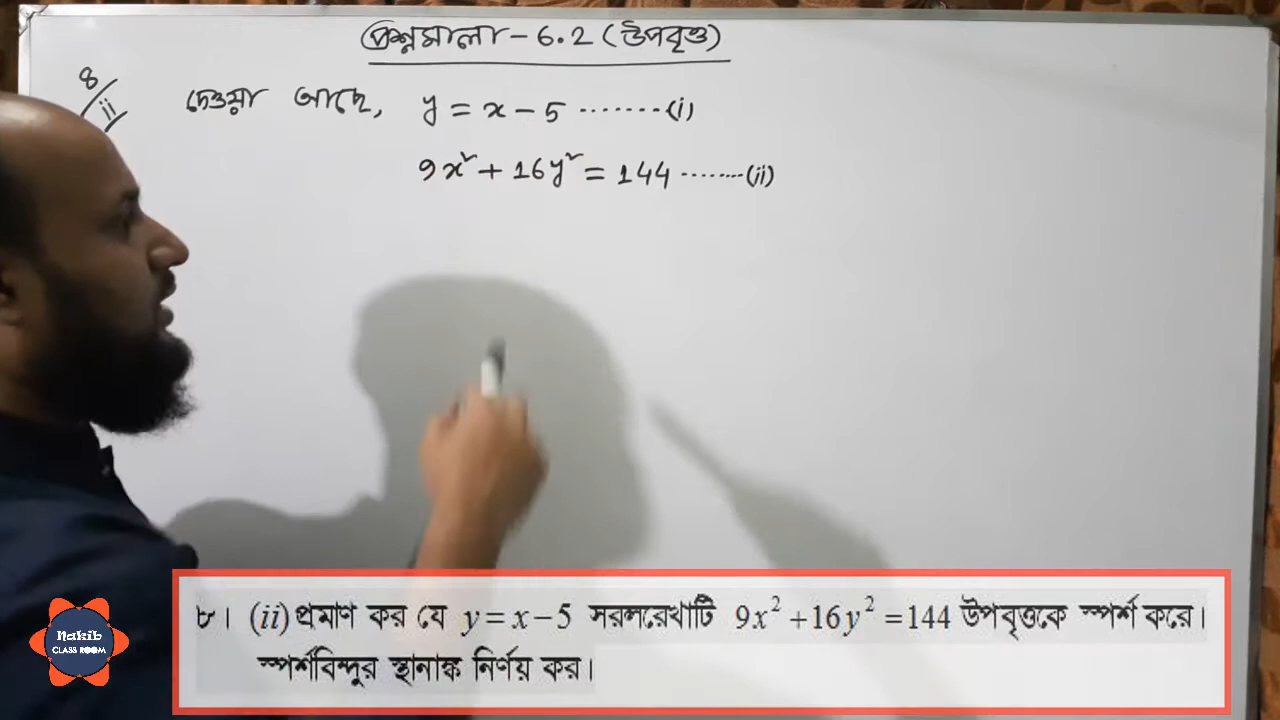 প্রশ্নমালা - 6.2 (উপবৃত্ত)
8/ii দেওয়া আছে, y = x - 5 ........(i)
9x² + 16y² = 144 ........(ii)
৮। (ii) প্রমাণ কর যে y = x - 5 সরলরেখাটি 9x² + 16y² = 144 উপবৃত্তকে স্পর্শ করে।
স্পর্শবিন্দুর স্থানাঙ্ক নির্ণয় কর।
Nakib
CLASS ROOM